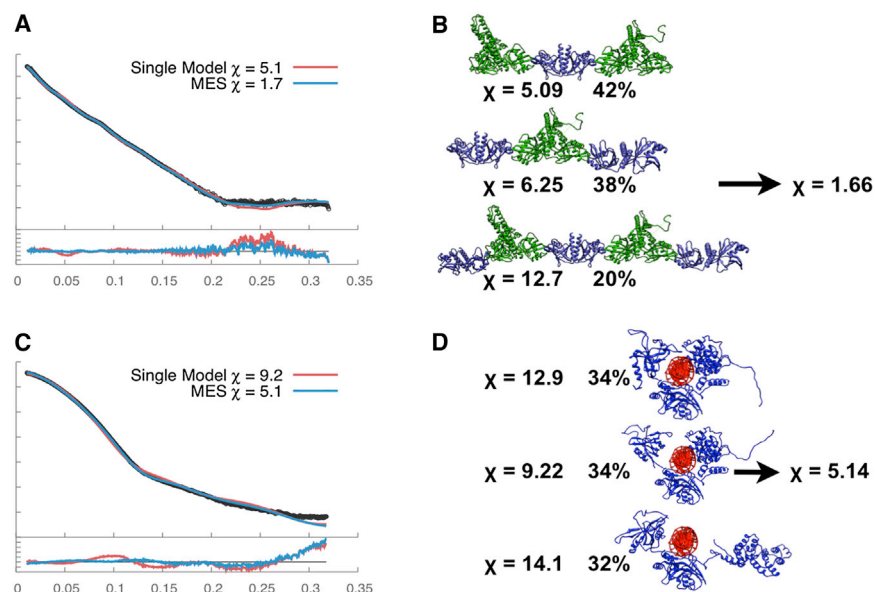 A
Single Model χ = 5.1
MES χ = 1.7
0 0.05 0.1 0.15 0.2 0.25 0.3 0.35
B
χ = 5.09 42%
χ = 6.25 38%
χ = 1.66
χ = 12.7 20%
C
Single Model χ = 9.2
MES χ = 5.1
0 0.05 0.1 0.15 0.2 0.25 0.3 0.35
D
χ = 12.9 34%
χ = 9.22 34%
χ = 5.14
χ = 14.1 32%